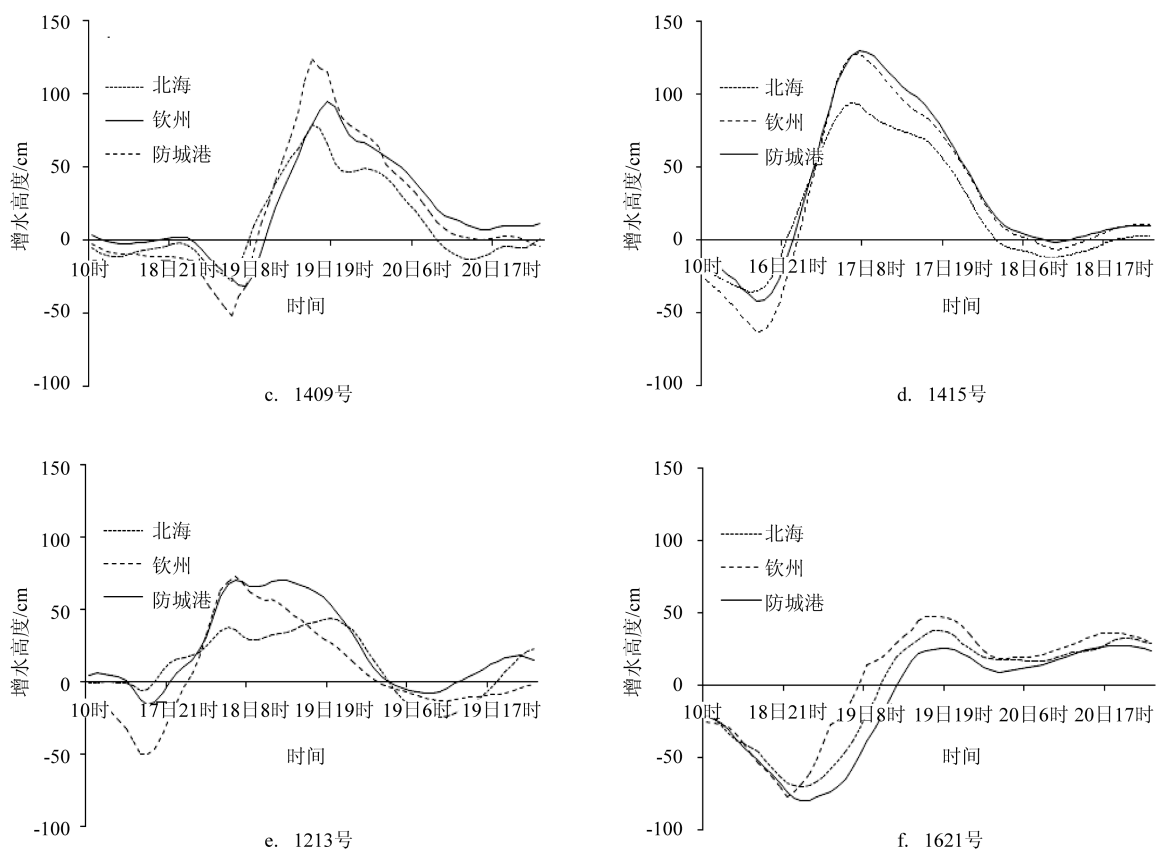 150
100
50
0
-50
-100
增水高度/cm
北海
钦州
防城港
10时 18日21时 19日8时 19日19时 20日6时 20日17时
时间
c. 1409号
150
100
50
0
-50
-100
增水高度/cm
北海
钦州
防城港
10时 16日21时 17日8时 17日19时 18日6时 18日17时
时间
d. 1415号
150
100
50
0
-50
-100
增水高度/cm
北海
钦州
防城港
10时 17日21时 18日8时 19日19时 19日6时 19日17时
时间
e. 1213号
150
100
50
0
-50
-100
增水高度/cm
北海
钦州
防城港
10时 18日21时 19日8时 19日19时 20日6时 20日17时
时间
f. 1621号